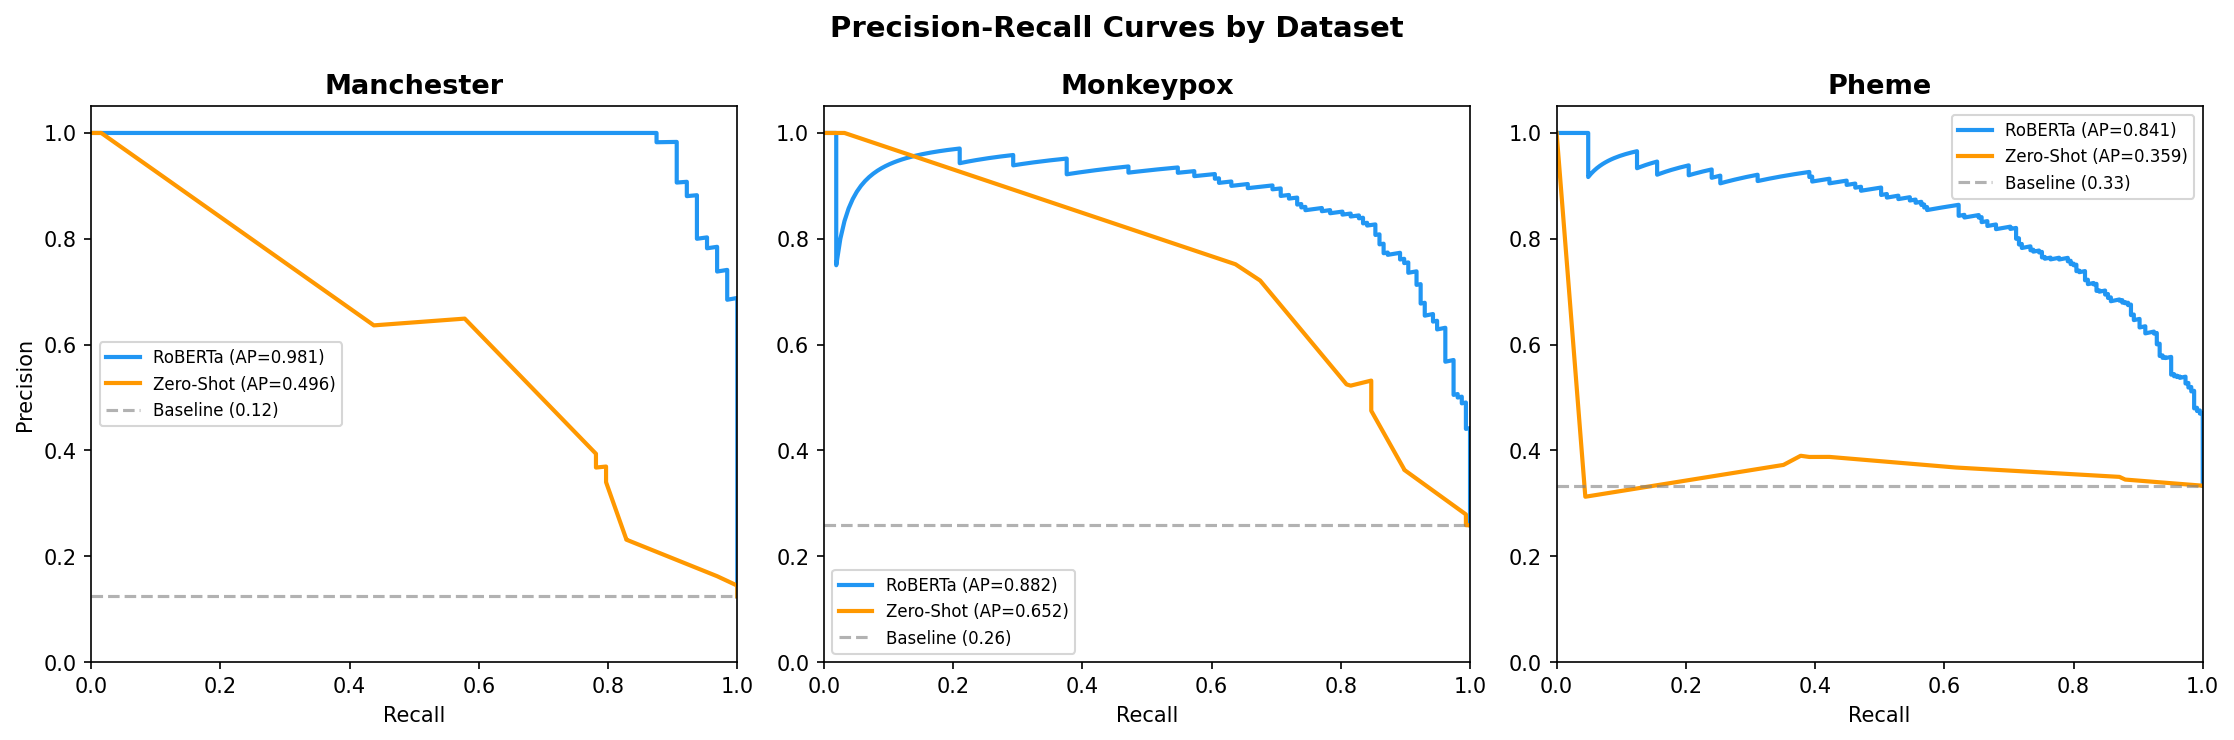 Precision-Recall Curves by Dataset
Manchester
1.0
0.8
0.6
0.4
0.2
0.0
Precision
RoBERTa (AP=0.981)
Zero-Shot (AP=0.496)
Baseline (0.12)
0.0 0.2 0.4 0.6 0.8 1.0
Recall
Monkeypox
1.0
0.8
0.6
0.4
0.2
0.0
RoBERTa (AP=0.882)
Zero-Shot (AP=0.652)
Baseline (0.26)
0.0 0.2 0.4 0.6 0.8 1.0
Recall
Pheme
1.0
0.8
0.6
0.4
0.2
0.0
RoBERTa (AP=0.841)
Zero-Shot (AP=0.359)
Baseline (0.33)
0.0 0.2 0.4 0.6 0.8 1.0
Recall